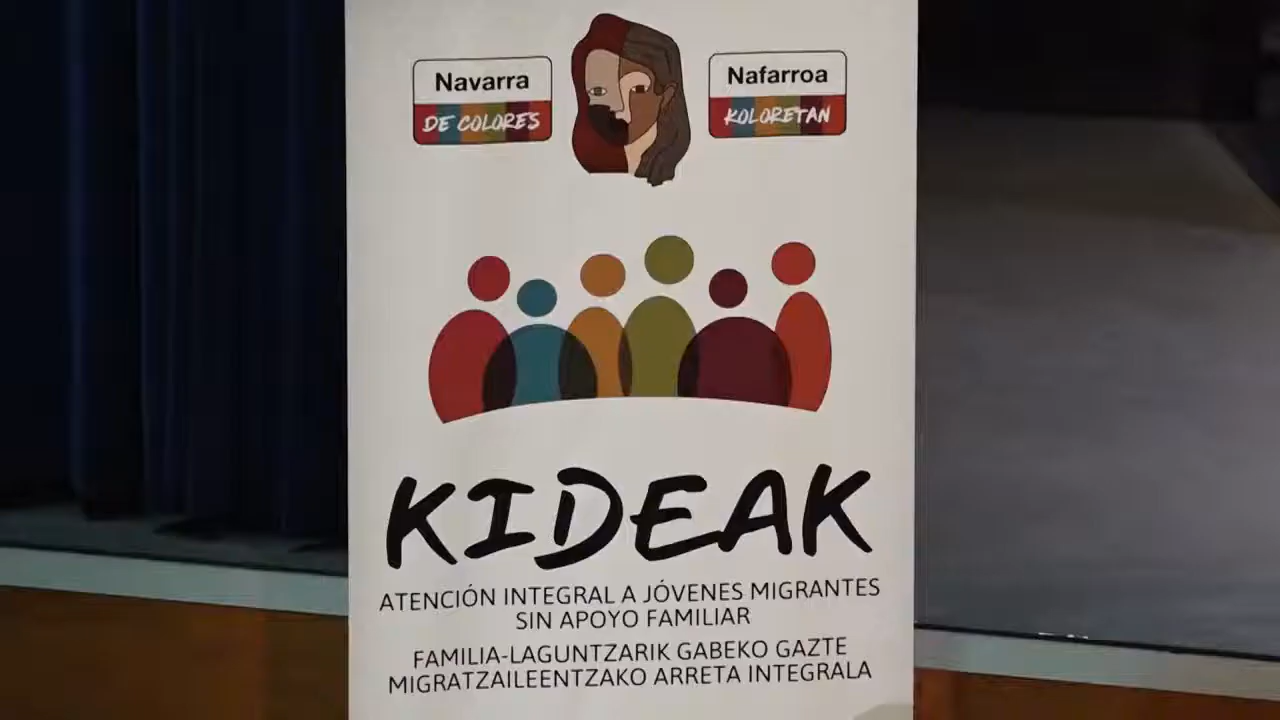 Navarra
DE COLORES
Nafarroa
KOLORETAN
KIDEAK
ATENCIÓN INTEGRAL A JÓVENES MIGRANTES
SIN APOYO FAMILIAR
FAMILIA-LAGUNTZARIK GABEKO GAZTE
MIGRATZAILEENTZAKO ARRETA INTEGRALA